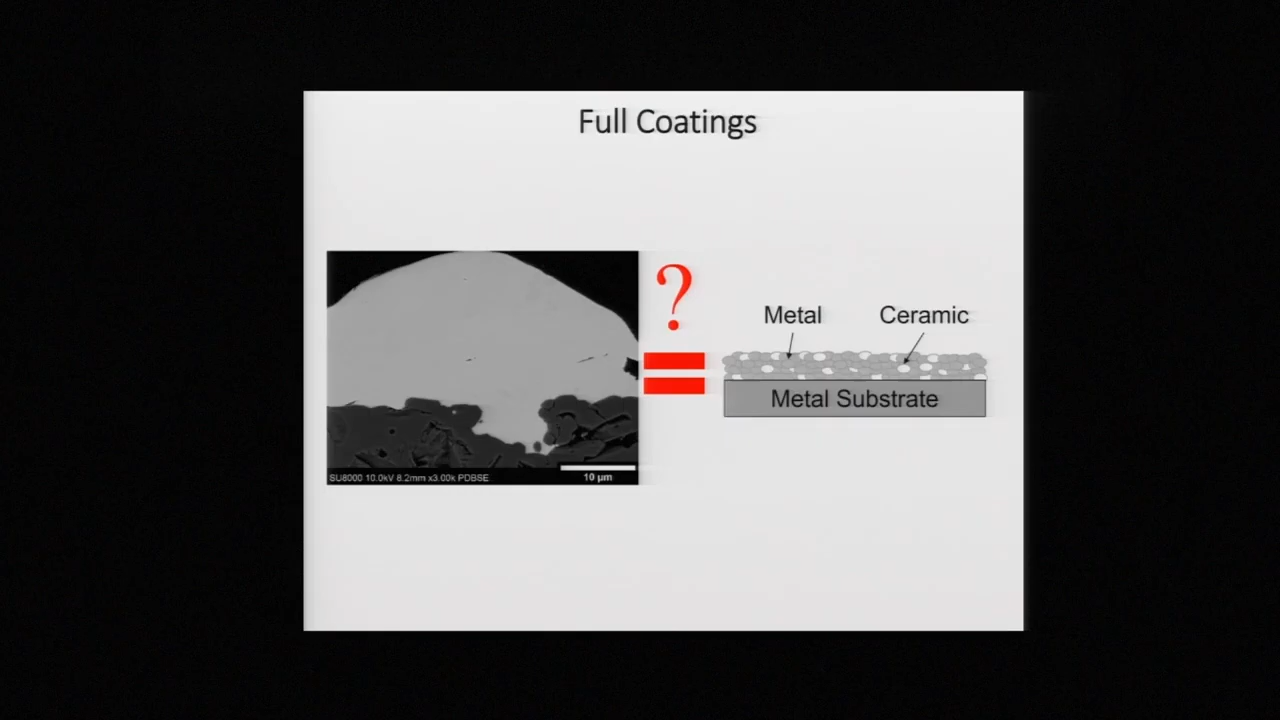 Full Coatings
?
=
Metal
Ceramic
Metal Substrate
SU8000 10.0kV 8.2mm x3.00k PDBSE
10 µm